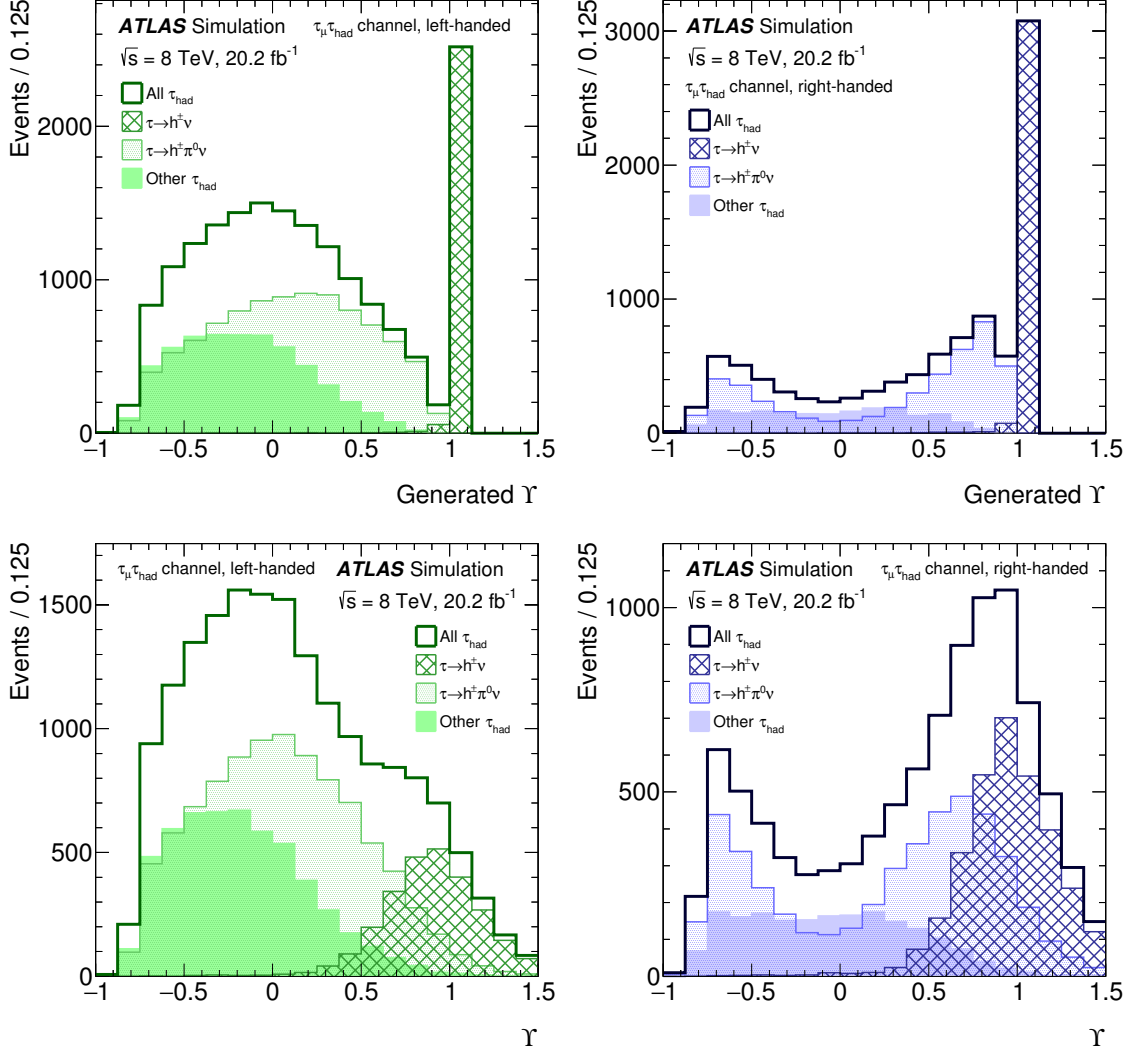 Events / 0.125
ATLAS Simulation
τμτhad channel, left-handed
√s = 8 TeV, 20.2 fb-1
All τhad
τ→h±ν
τ→h±π0ν
Other τhad
2000
1000
0
−1 −0.5 0 0.5 1 1.5
Generated ϒ
Events / 0.125
ATLAS Simulation
√s = 8 TeV, 20.2 fb-1
τμτhad channel, right-handed
All τhad
τ→h±ν
τ→h±π0ν
Other τhad
3000
2000
1000
0
−1 −0.5 0 0.5 1 1.5
Generated ϒ
Events / 0.125
τμτhad channel, left-handed
ATLAS Simulation
√s = 8 TeV, 20.2 fb-1
All τhad
τ→h±ν
τ→h±π0ν
Other τhad
1500
1000
500
0
−1 −0.5 0 0.5 1 1.5
ϒ
Events / 0.125
ATLAS Simulation
τμτhad channel, right-handed
√s = 8 TeV, 20.2 fb-1
All τhad
τ→h±ν
τ→h±π0ν
Other τhad
1000
500
0
−1 −0.5 0 0.5 1 1.5
ϒ